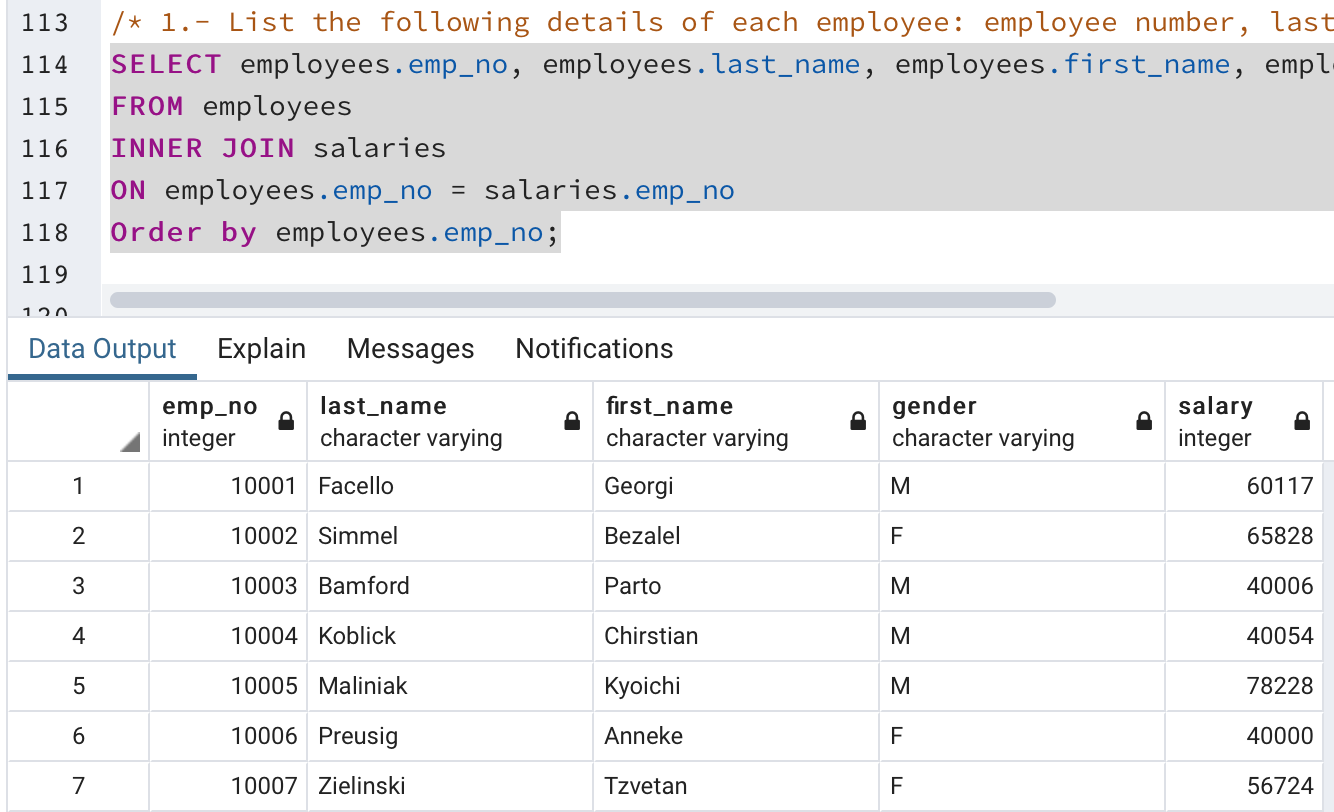 113 /* 1.- List the following details of each employee: employee number, last
114 SELECT employees.emp_no, employees.last_name, employees.first_name, empl
115 FROM employees
116 INNER JOIN salaries
117 ON employees.emp_no = salaries.emp_no
118 Order by employees.emp_no;
119
120
Data Output Explain Messages Notifications
emp_no last_name first_name gender salary
integer character varying character varying character varying integer
1 10001 Facello Georgi M 60117
2 10002 Simmel Bezalel F 65828
3 10003 Bamford Parto M 40006
4 10004 Koblick Chirstian M 40054
5 10005 Maliniak Kyoichi M 78228
6 10006 Preusig Anneke F 40000
7 10007 Zielinski Tzvetan F 56724